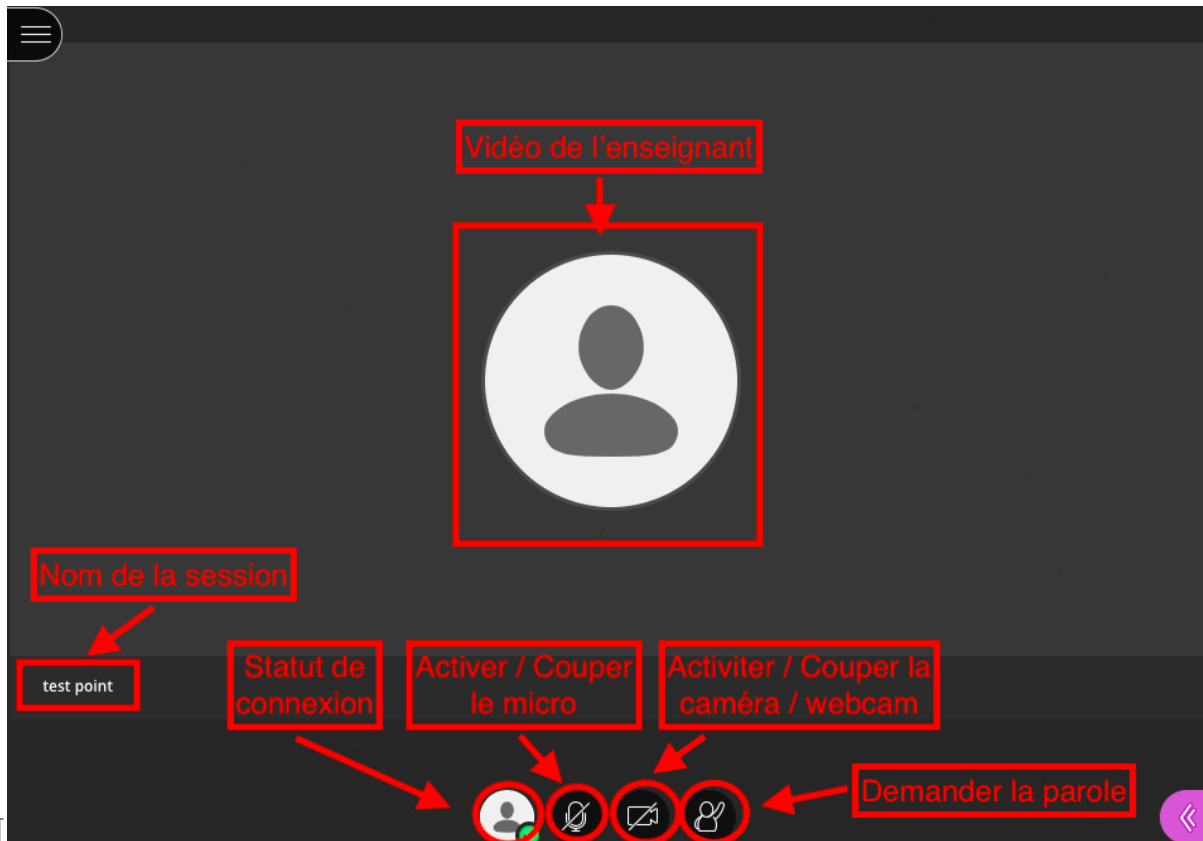 Vidéo de l'enseignant
Nom de la session
test point
Statut de
connexion
Activer / Couper
le micro
Activiter / Couper la
caméra / webcam
Demander la parole